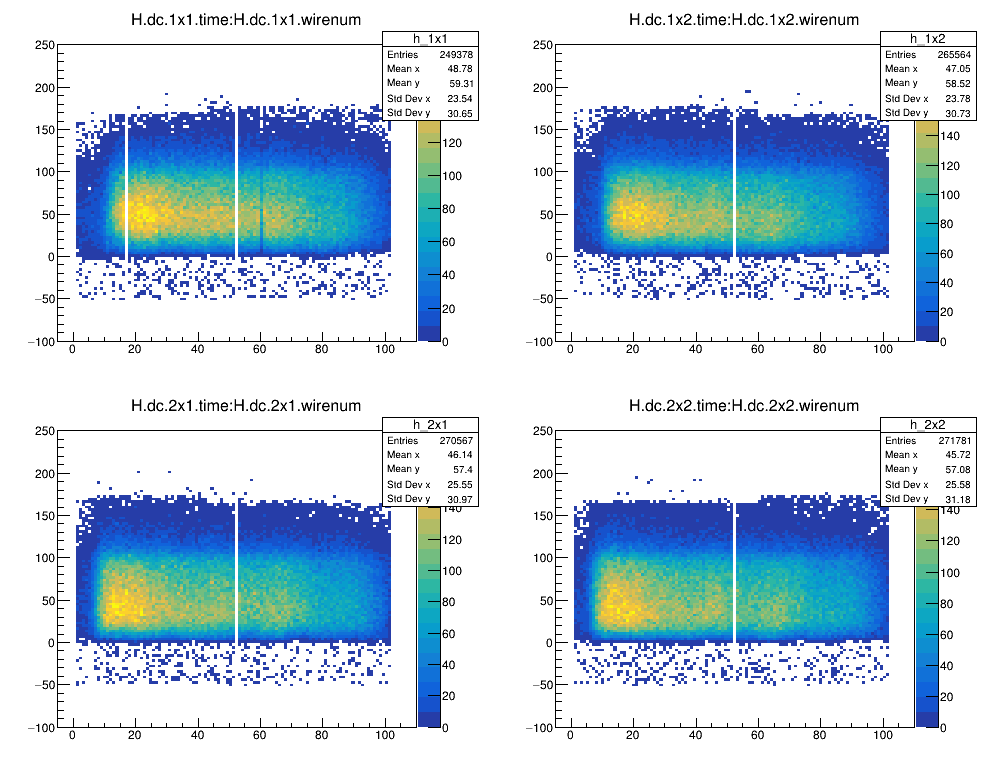 H.dc.1x1.time:H.dc.1x1.wirenum
h_1x1
Entries 249378
Mean x 48.78
Mean y 59.31
Std Dev x 23.54
Std Dev y 30.65
250
200
150
100
50
0
−50
−100
0 20 40 60 80 100
120
100
80
60
40
20
0
H.dc.1x2.time:H.dc.1x2.wirenum
h_1x2
Entries 265564
Mean x 47.05
Mean y 58.52
Std Dev x 23.78
Std Dev y 30.73
250
200
150
100
50
0
−50
−100
0 20 40 60 80 100
140
120
100
80
60
40
20
0
H.dc.2x1.time:H.dc.2x1.wirenum
h_2x1
Entries 270567
Mean x 46.14
Mean y 57.4
Std Dev x 25.55
Std Dev y 30.97
250
200
150
100
50
0
−50
−100
0 20 40 60 80 100
140
120
100
80
60
40
20
0
H.dc.2x2.time:H.dc.2x2.wirenum
h_2x2
Entries 271781
Mean x 45.72
Mean y 57.08
Std Dev x 25.58
Std Dev y 31.18
250
200
150
100
50
0
−50
−100
0 20 40 60 80 100
140
120
100
80
60
40
20
0